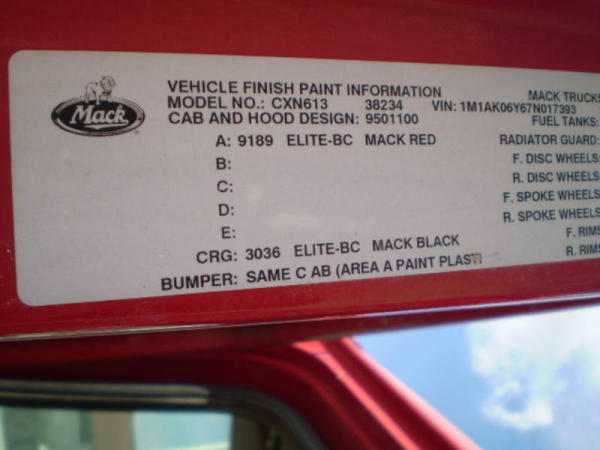 Mack
VEHICLE FINISH PAINT INFORMATION MACK TRUCKS
MODEL NO.: CXN613 38234 VIN: 1M1AK06Y67N017393
CAB AND HOOD DESIGN: 9501100 FUEL TANKS:
A: 9189 ELITE-BC MACK RED RADIATOR GUARD:
B: F. DISC WHEELS:
C: R. DISC WHEELS
D: F. SPOKE WHEELS
E: R. SPOKE WHEELS
CRG: 3036 ELITE-BC MACK BLACK F. RIMS
BUMPER: SAME C AB (AREA A PAINT R. RIMS